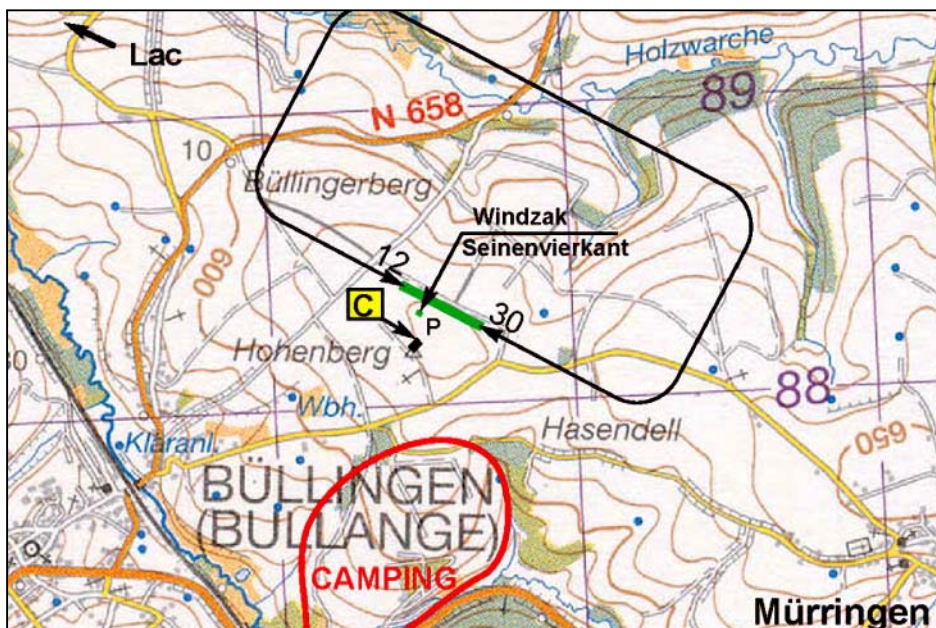 Lac
N 658
Holzwarche
89
10
Büllingerberg
Windzak
Seinenvierkant
12
600
C
P
30
Hohenberg
88
Wbh.
Hasendell
650
Kläranl.
BÜLLINGEN
(BULLANGE)
CAMPING
Mürringen